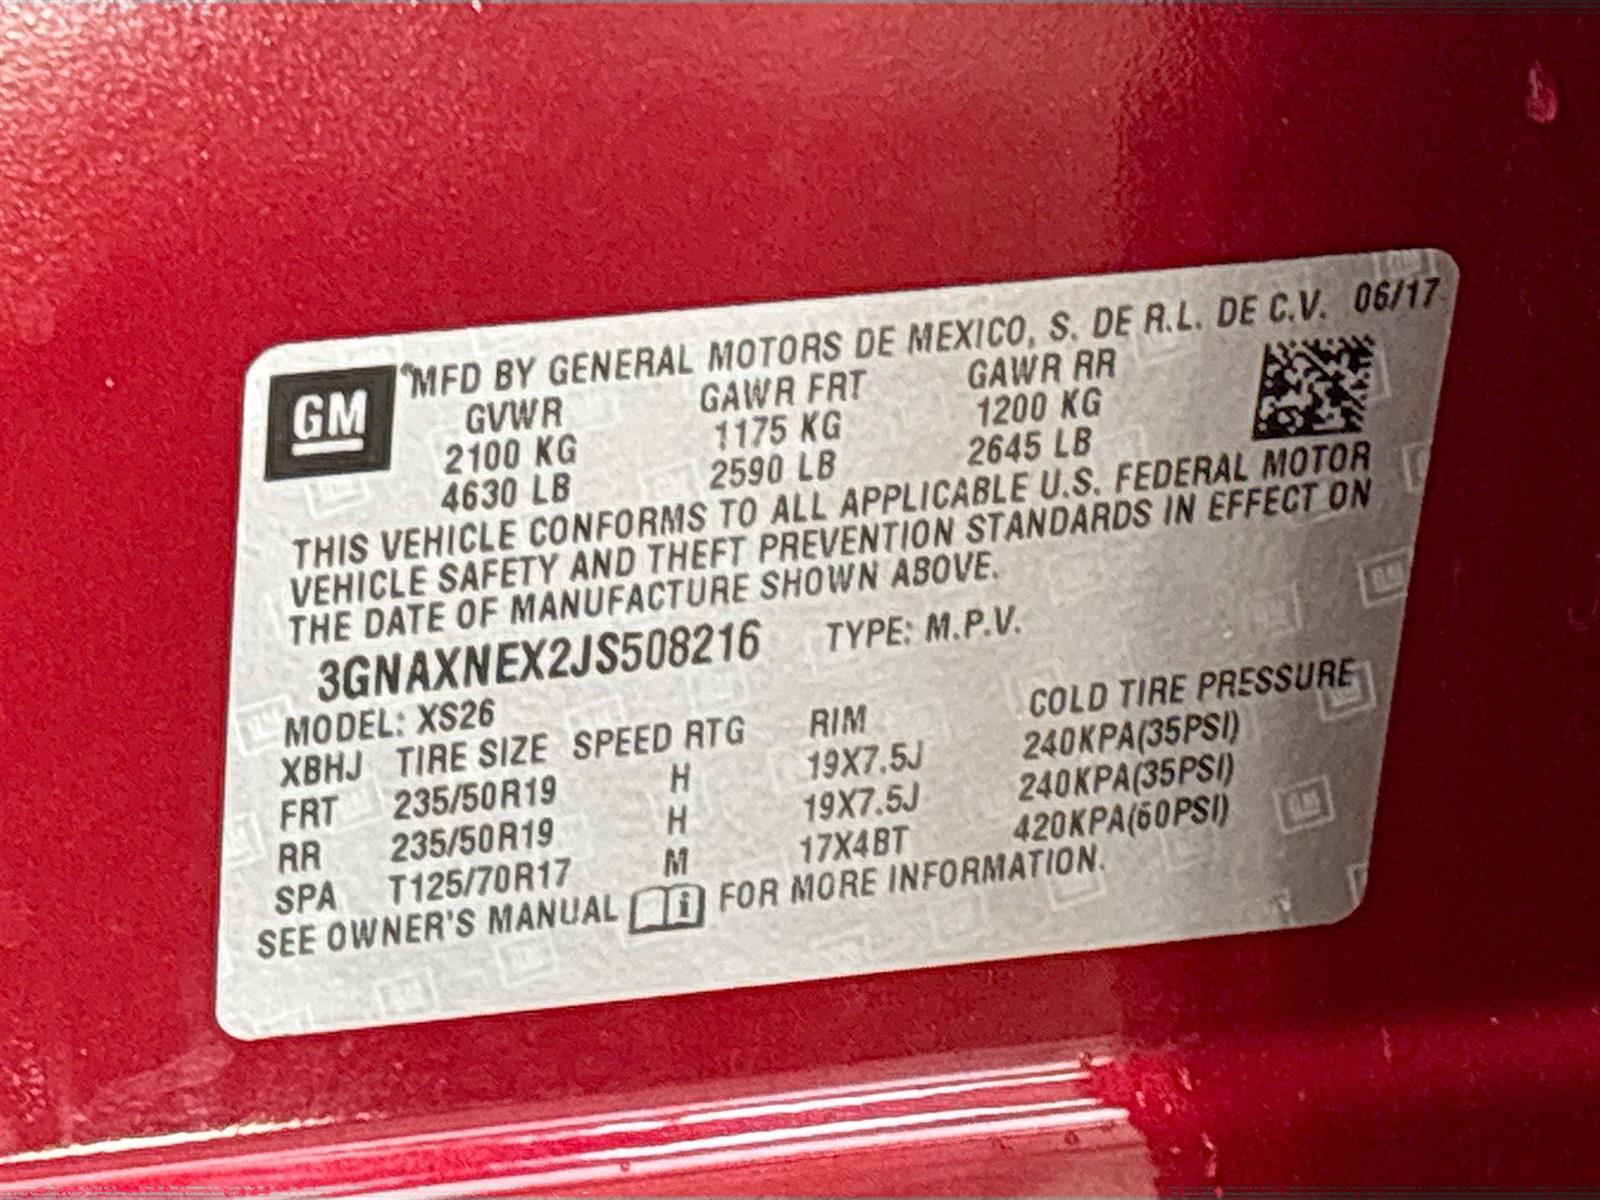 GM
MFD BY GENERAL MOTORS DE MEXICO, S. DE R.L. DE C.V. 06/17
GVWR GAWR FRT GAWR RR
2100 KG 1175 KG 1200 KG
4630 LB 2590 LB 2645 LB
THIS VEHICLE CONFORMS TO ALL APPLICABLE U.S. FEDERAL MOTOR
VEHICLE SAFETY AND THEFT PREVENTION STANDARDS IN EFFECT ON
THE DATE OF MANUFACTURE SHOWN ABOVE.
3GNAXNEX2JS508216 TYPE: M.P.V.
MODEL: XS26
XBHJ TIRE SIZE SPEED RTG RIM COLD TIRE PRESSURE
FRT 235/50R19 H 19X7.5J 240KPA(35PSI)
RR 235/50R19 H 19X7.5J 240KPA(35PSI)
SPA T125/70R17 M 17X4BT 420KPA(60PSI)
SEE OWNER'S MANUAL i FOR MORE INFORMATION.